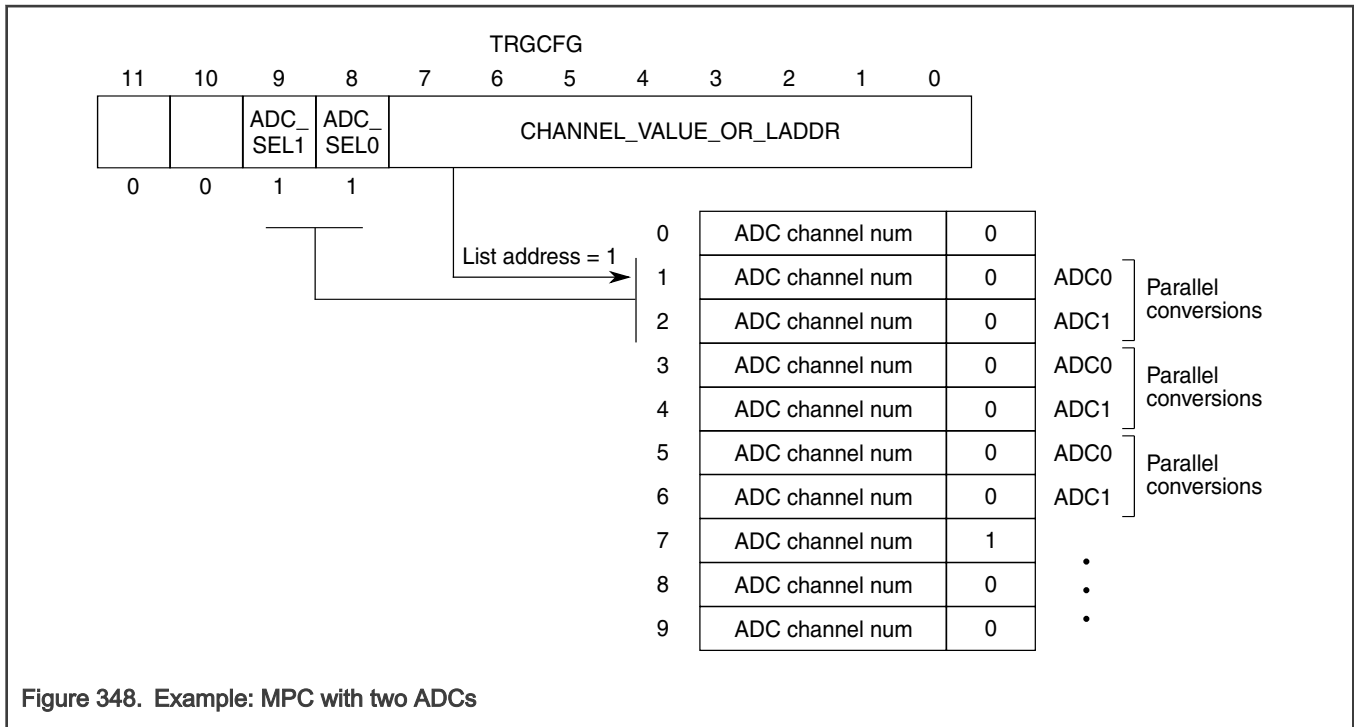 TRGCFG
11 10 9 8 7 6 5 4 3 2 1 0
ADC_ SEL1 ADC_ SEL0 CHANNEL_VALUE_OR_LADDR
0 0 1 1
List address = 1
0 ADC channel num 0
1 ADC channel num 0 ADC0
2 ADC channel num 0 ADC1
Parallel
conversions
3 ADC channel num 0 ADC0
4 ADC channel num 0 ADC1
Parallel
conversions
5 ADC channel num 0 ADC0
6 ADC channel num 0 ADC1
Parallel
conversions
7 ADC channel num 1
8 ADC channel num 0
9 ADC channel num 0
Figure 348. Example: MPC with two ADCs